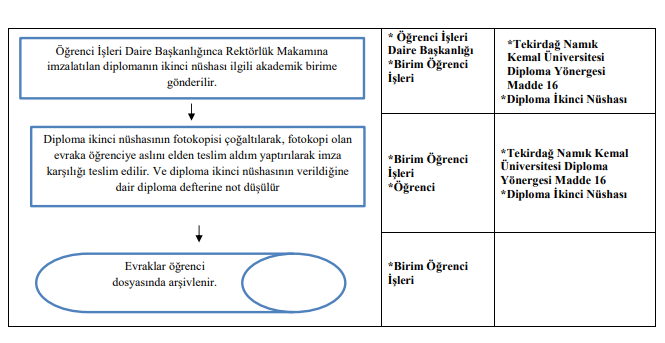 Öğrenci İşleri Daire Başkanlığınca Rektörlük Makamına
imzalatılan diplomanın ikinci nüshası ilgili akademik birime
gönderilir.
* Öğrenci İşleri
Daire Başkanlığı
*Birim Öğrenci
İşleri
*Tekirdağ Namık
Kemal Üniversitesi
Diploma Yönergesi
Madde 16
*Diploma İkinci Nüshası
Diploma ikinci nüshasının fotokopisi çoğaltılarak, fotokopi olan
evraka öğrenciye aslını elden teslim aldım yaptırılarak imza
karşılığı teslim edilir. Ve diploma ikinci nüshasının verildiğine
dair diploma defterine not düşülür
*Birim Öğrenci
İşleri
*Öğrenci
*Tekirdağ Namık Kemal
Üniversitesi Diploma
Yönergesi Madde 16
*Diploma İkinci Nüshası
Evraklar öğrenci
dosyasında arşivlenir.
*Birim Öğrenci
İşleri